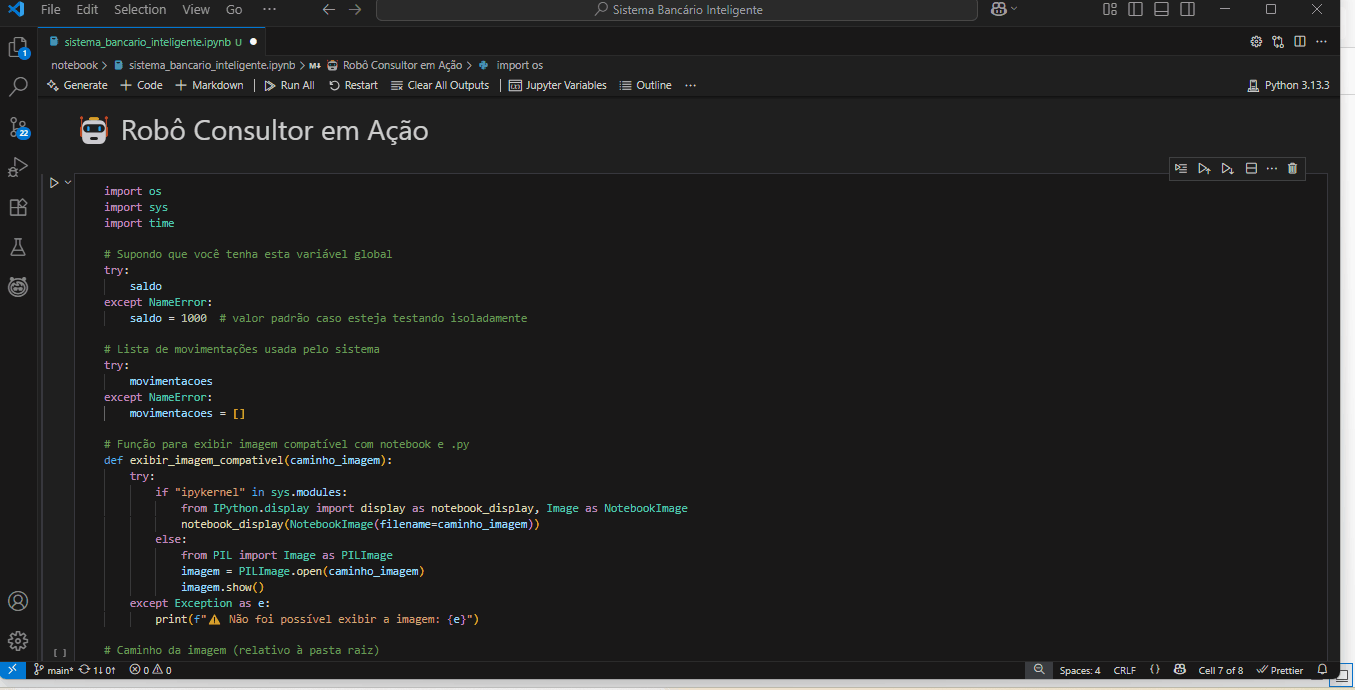 File Edit Selection View Go ··· Sistema Bancário Inteligente
sistema_bancario_inteligente.ipynb U
notebook > sistema_bancario_inteligente.ipynb > M↓ Robô Consultor em Ação > import os
Generate + Code + Markdown | Run All Restart Clear All Outputs | Jupyter Variables Outline ··· Python 3.13.3
1
22
Robô Consultor em Ação
import os
import sys
import time
# Supondo que você tenha esta variável global
try:
saldo
except NameError:
saldo = 1000 # valor padrão caso esteja testando isoladamente
# Lista de movimentações usada pelo sistema
try:
movimentacoes
except NameError:
movimentacoes = []
# Função para exibir imagem compatível com notebook e .py
def exibir_imagem_compativel(caminho_imagem):
try:
if "ipykernel" in sys.modules:
from IPython.display import display as notebook_display, Image as NotebookImage
notebook_display(NotebookImage(filename=caminho_imagem))
else:
from PIL import Image as PILImage
imagem = PILImage.open(caminho_imagem)
imagem.show()
except Exception as e:
print(f"⚠️ Não foi possível exibir a imagem: {e}")
[ ] # Caminho da imagem (relativo à pasta raiz)
main* 1↓ 0↑ 0 0 Spaces: 4 CRLF {} Cell 7 of 8 Prettier